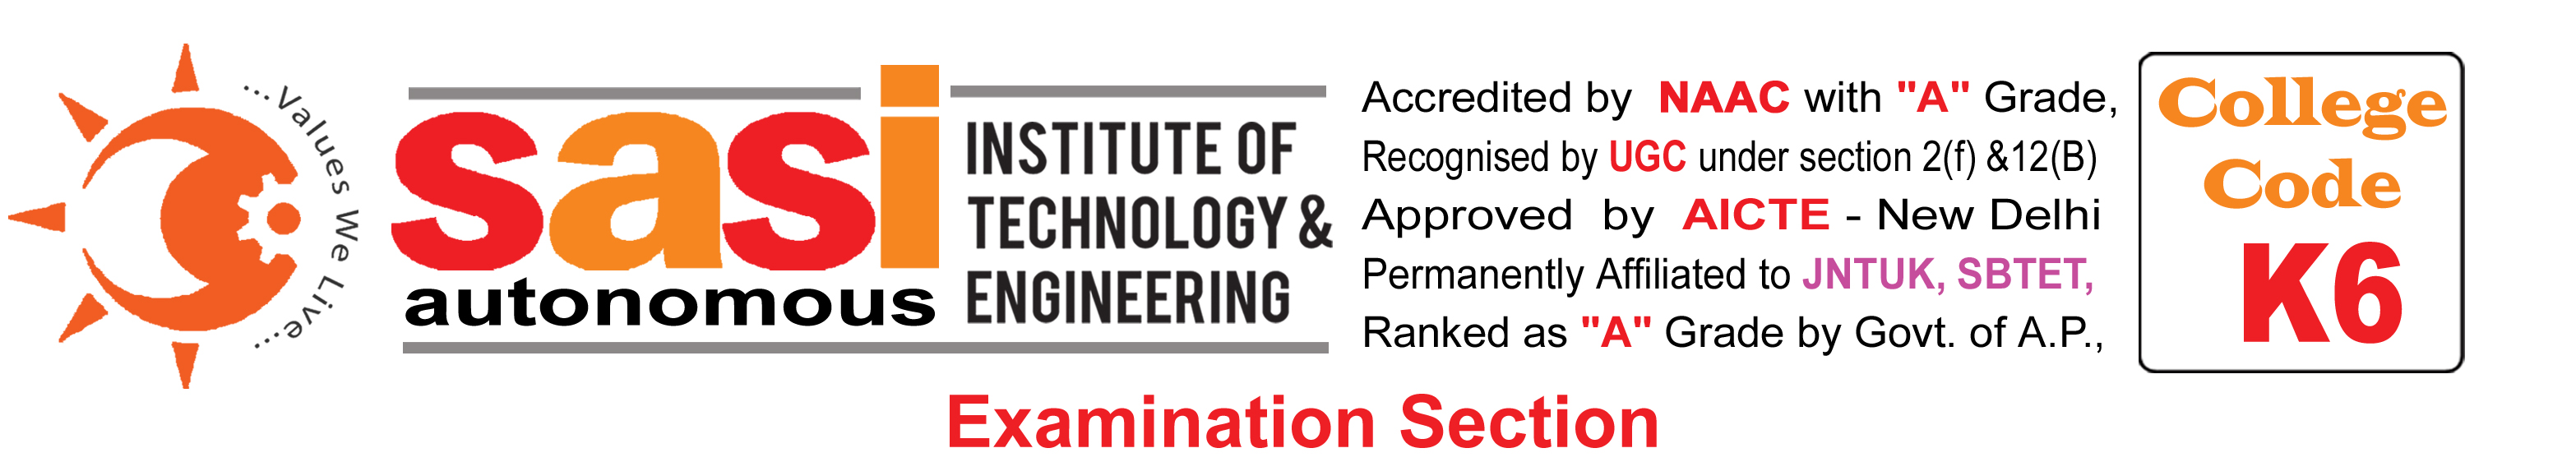 ...Values We Live...
sasi
autonomous
INSTITUTE OF
TECHNOLOGY &
ENGINEERING
Accredited by NAAC with "A" Grade,
Recognised by UGC under section 2(f) &12(B)
Approved by AICTE - New Delhi
Permanently Affiliated to JNTUK, SBTET,
Ranked as "A" Grade by Govt. of A.P.,
College
Code
K6
Examination Section